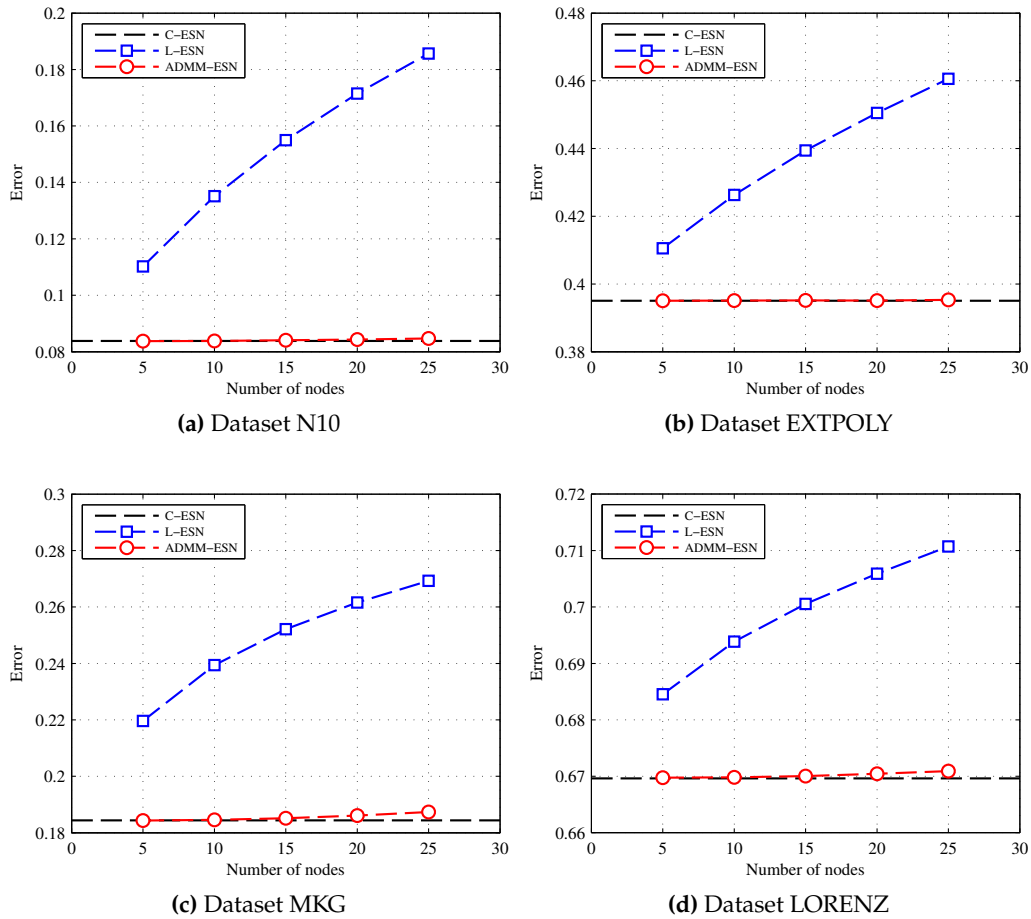 0.2
0.18
0.16
0.14
0.12
0.1
0.08
Error
C−ESN
L−ESN
ADMM−ESN
0 5 10 15 20 25 30
Number of nodes
(a) Dataset N10
0.48
0.46
0.44
0.42
0.4
0.38
Error
C−ESN
L−ESN
ADMM−ESN
0 5 10 15 20 25 30
Number of nodes
(b) Dataset EXTPOLY
0.3
0.28
0.26
0.24
0.22
0.2
0.18
Error
C−ESN
L−ESN
ADMM−ESN
0 5 10 15 20 25 30
Number of nodes
(c) Dataset MKG
0.72
0.71
0.7
0.69
0.68
0.67
0.66
Error
C−ESN
L−ESN
ADMM−ESN
0 5 10 15 20 25 30
Number of nodes
(d) Dataset LORENZ